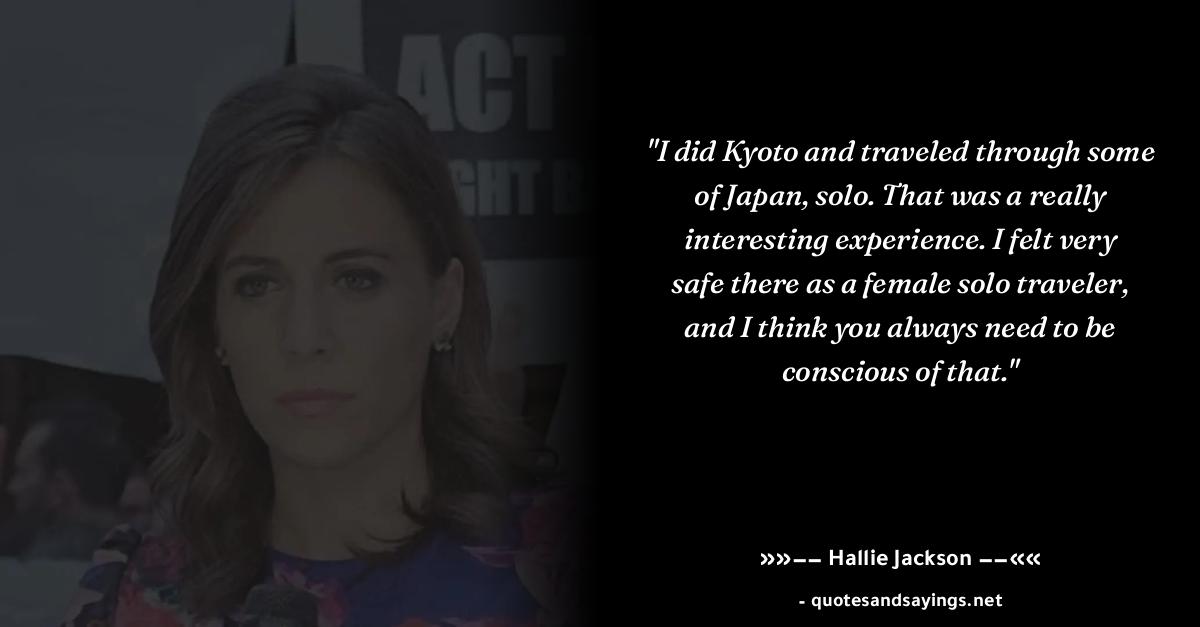 ACT
GHT B
"I did Kyoto and traveled through some
of Japan, solo. That was a really
interesting experience. I felt very
safe there as a female solo traveler,
and I think you always need to be
conscious of that."
»»−− Hallie Jackson −−««
- quotesandsayings.net